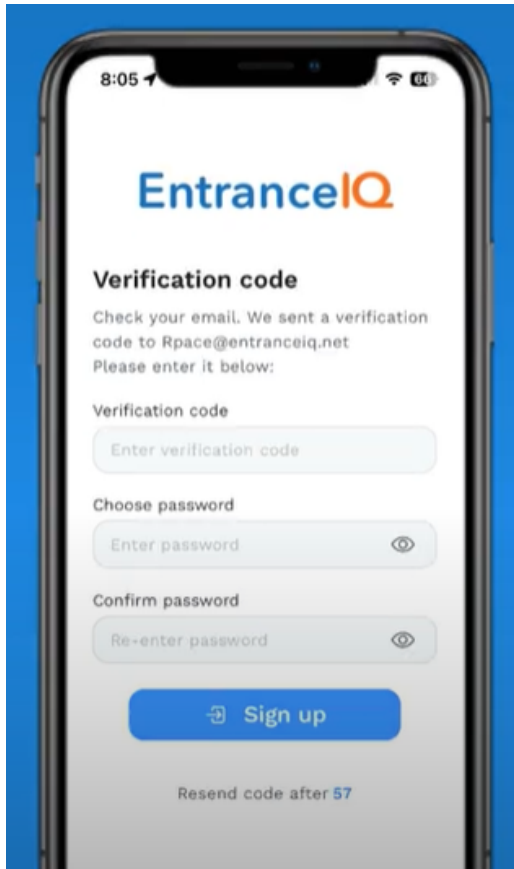 8:05
66
EntranceIQ
Verification code
Check your email. We sent a verification
code to Rpace@entranceiq.net
Please enter it below:
Verification code
Enter verification code
Choose password
Enter password
Confirm password
Re-enter password
Sign up
Resend code after 57